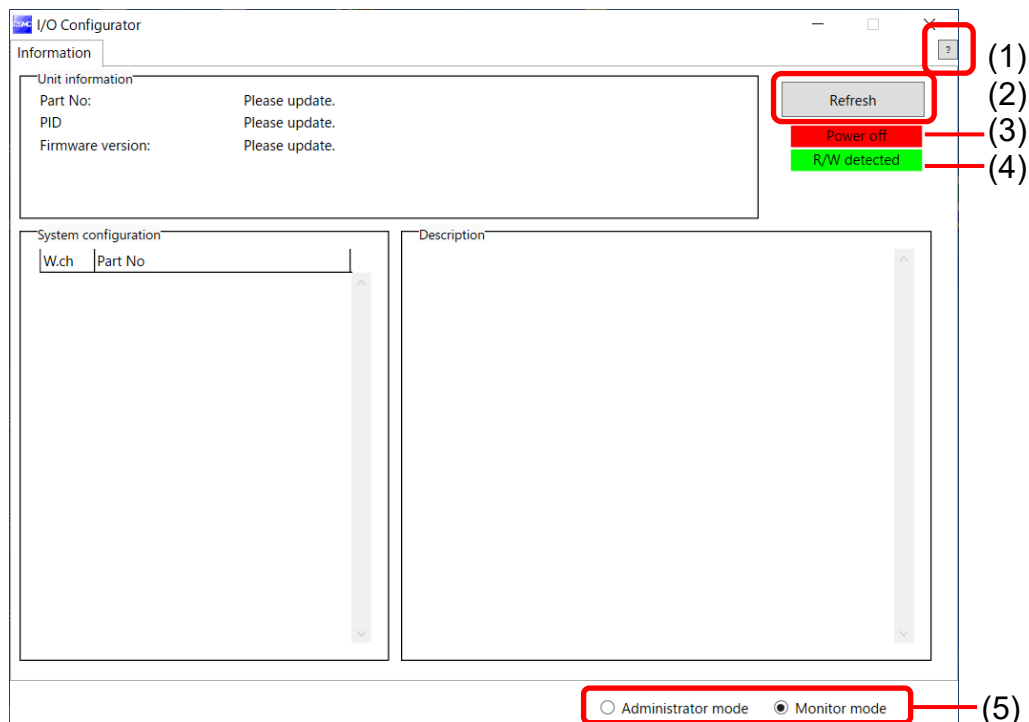 SMC I/O Configurator
Information
?
(1)
Unit information
Part No: Please update.
PID Please update.
Firmware version: Please update.
Refresh
(2)
Power off
(3)
R/W detected
(4)
System configuration
W.ch Part No
Description
Administrator mode Monitor mode
(5)